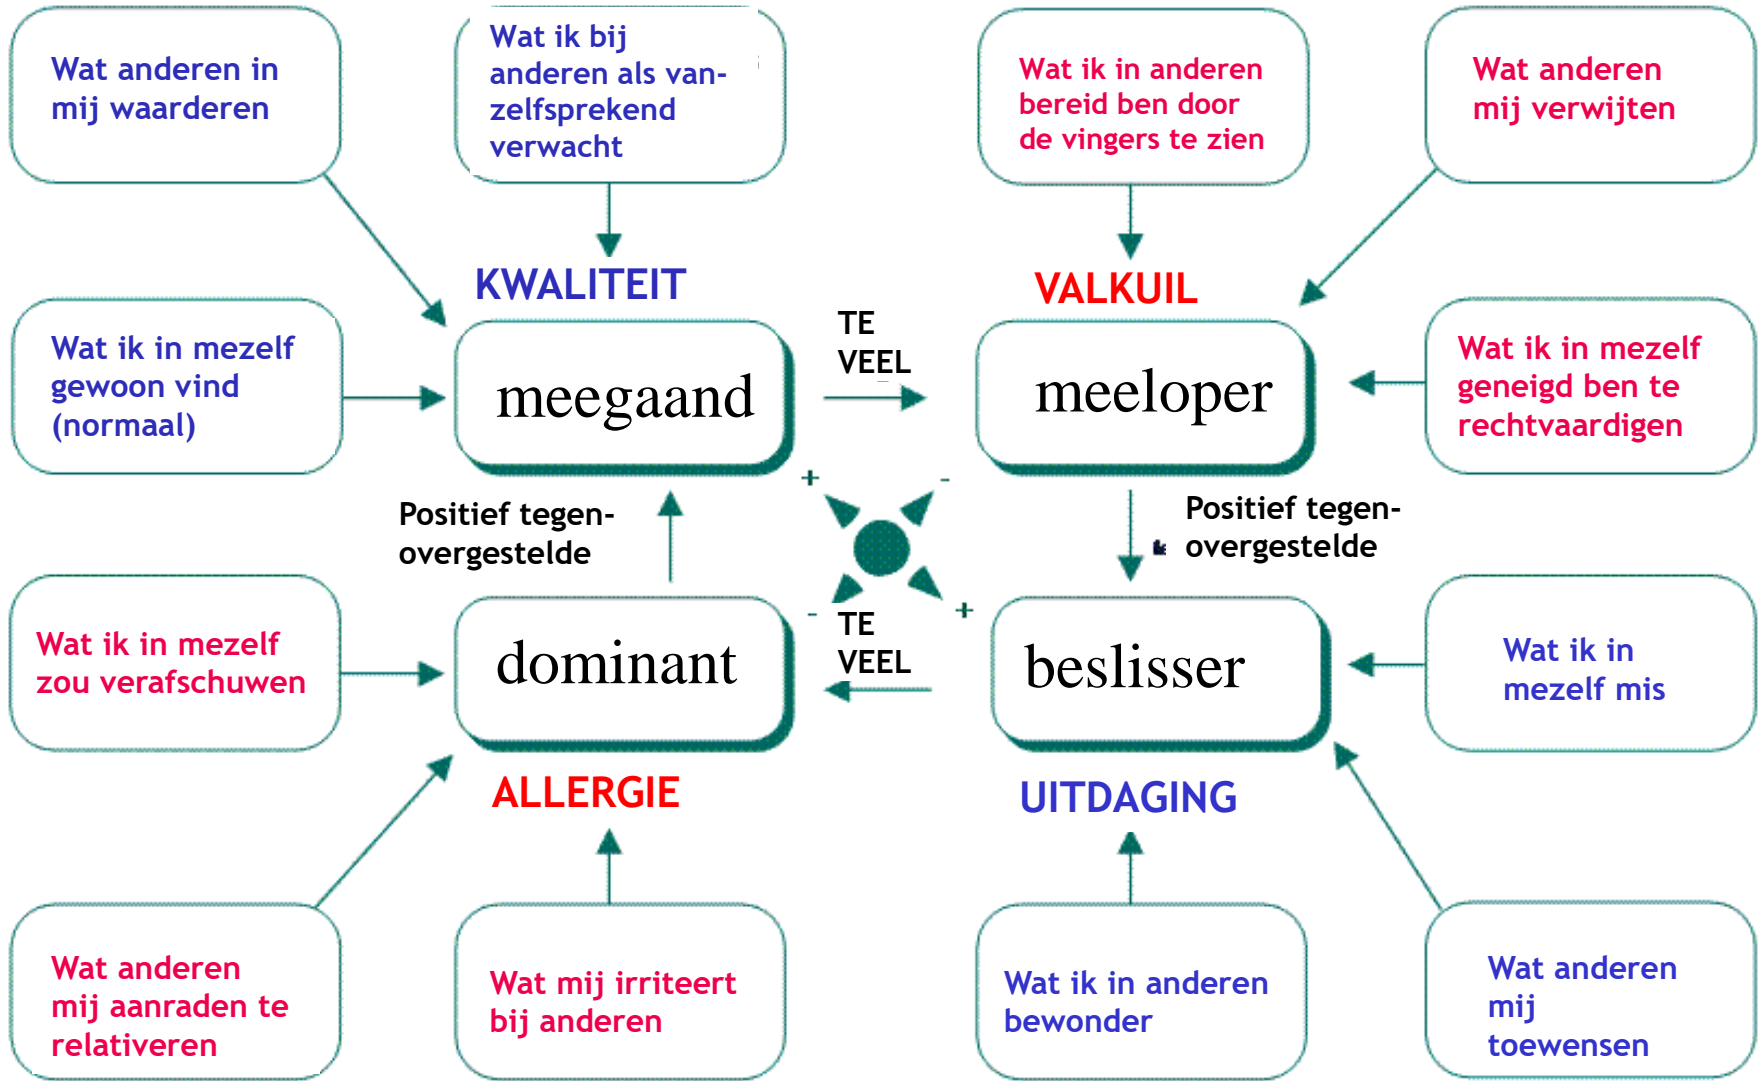 Wat anderen in
mij waarderen
Wat ik bij
anderen als van-
zelfsprekend
verwacht
Wat ik in anderen
bereid ben door
de vingers te zien
Wat anderen
mij verwijten
KWALITEIT
VALKUIL
Wat ik in mezelf
gewoon vind
(normaal)
meegaand
TE
VEEL
meeloper
Wat ik in mezelf
geneigd ben te
rechtvaardigen
+
-
Positief tegen-
overgestelde
Positief tegen-
overgestelde
-
+
Wat ik in mezelf
zou verafschuwen
dominant
TE
VEEL
beslisser
Wat ik in
mezelf mis
ALLERGIE
UITDAGING
Wat anderen
mij aanraden te
relativeren
Wat mij irriteert
bij anderen
Wat ik in anderen
bewonder
Wat anderen
mij
toewensen